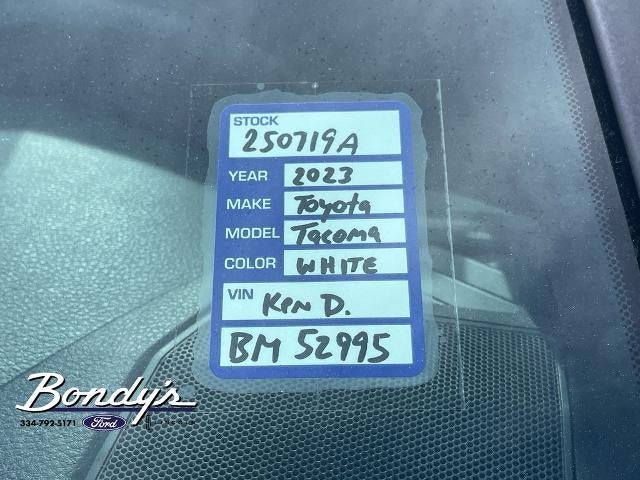 STOCK
250719A
YEAR 2023
MAKE Toyota
MODEL Tacoma
COLOR WHITE
VIN Ken D.
BM 52995
Bondy's
334-792-5171 Ford LINCOLN